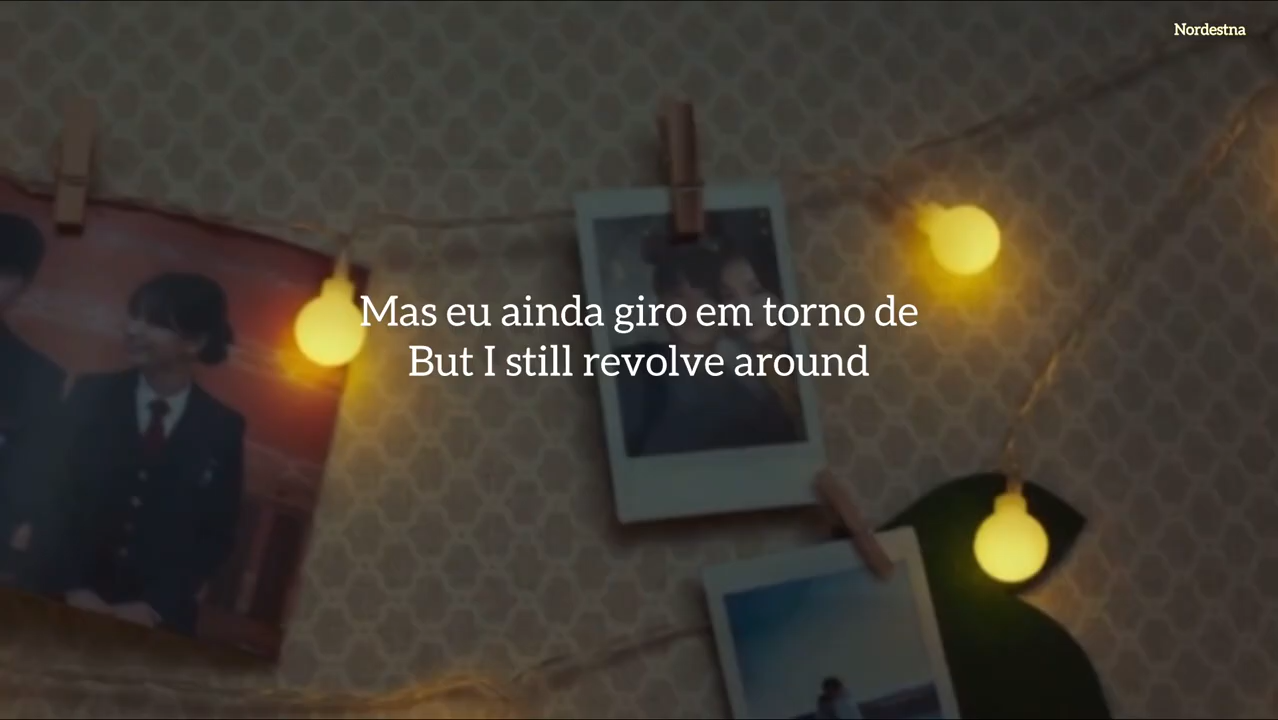 Nordestna
Mas eu ainda giro em torno de
But I still revolve around